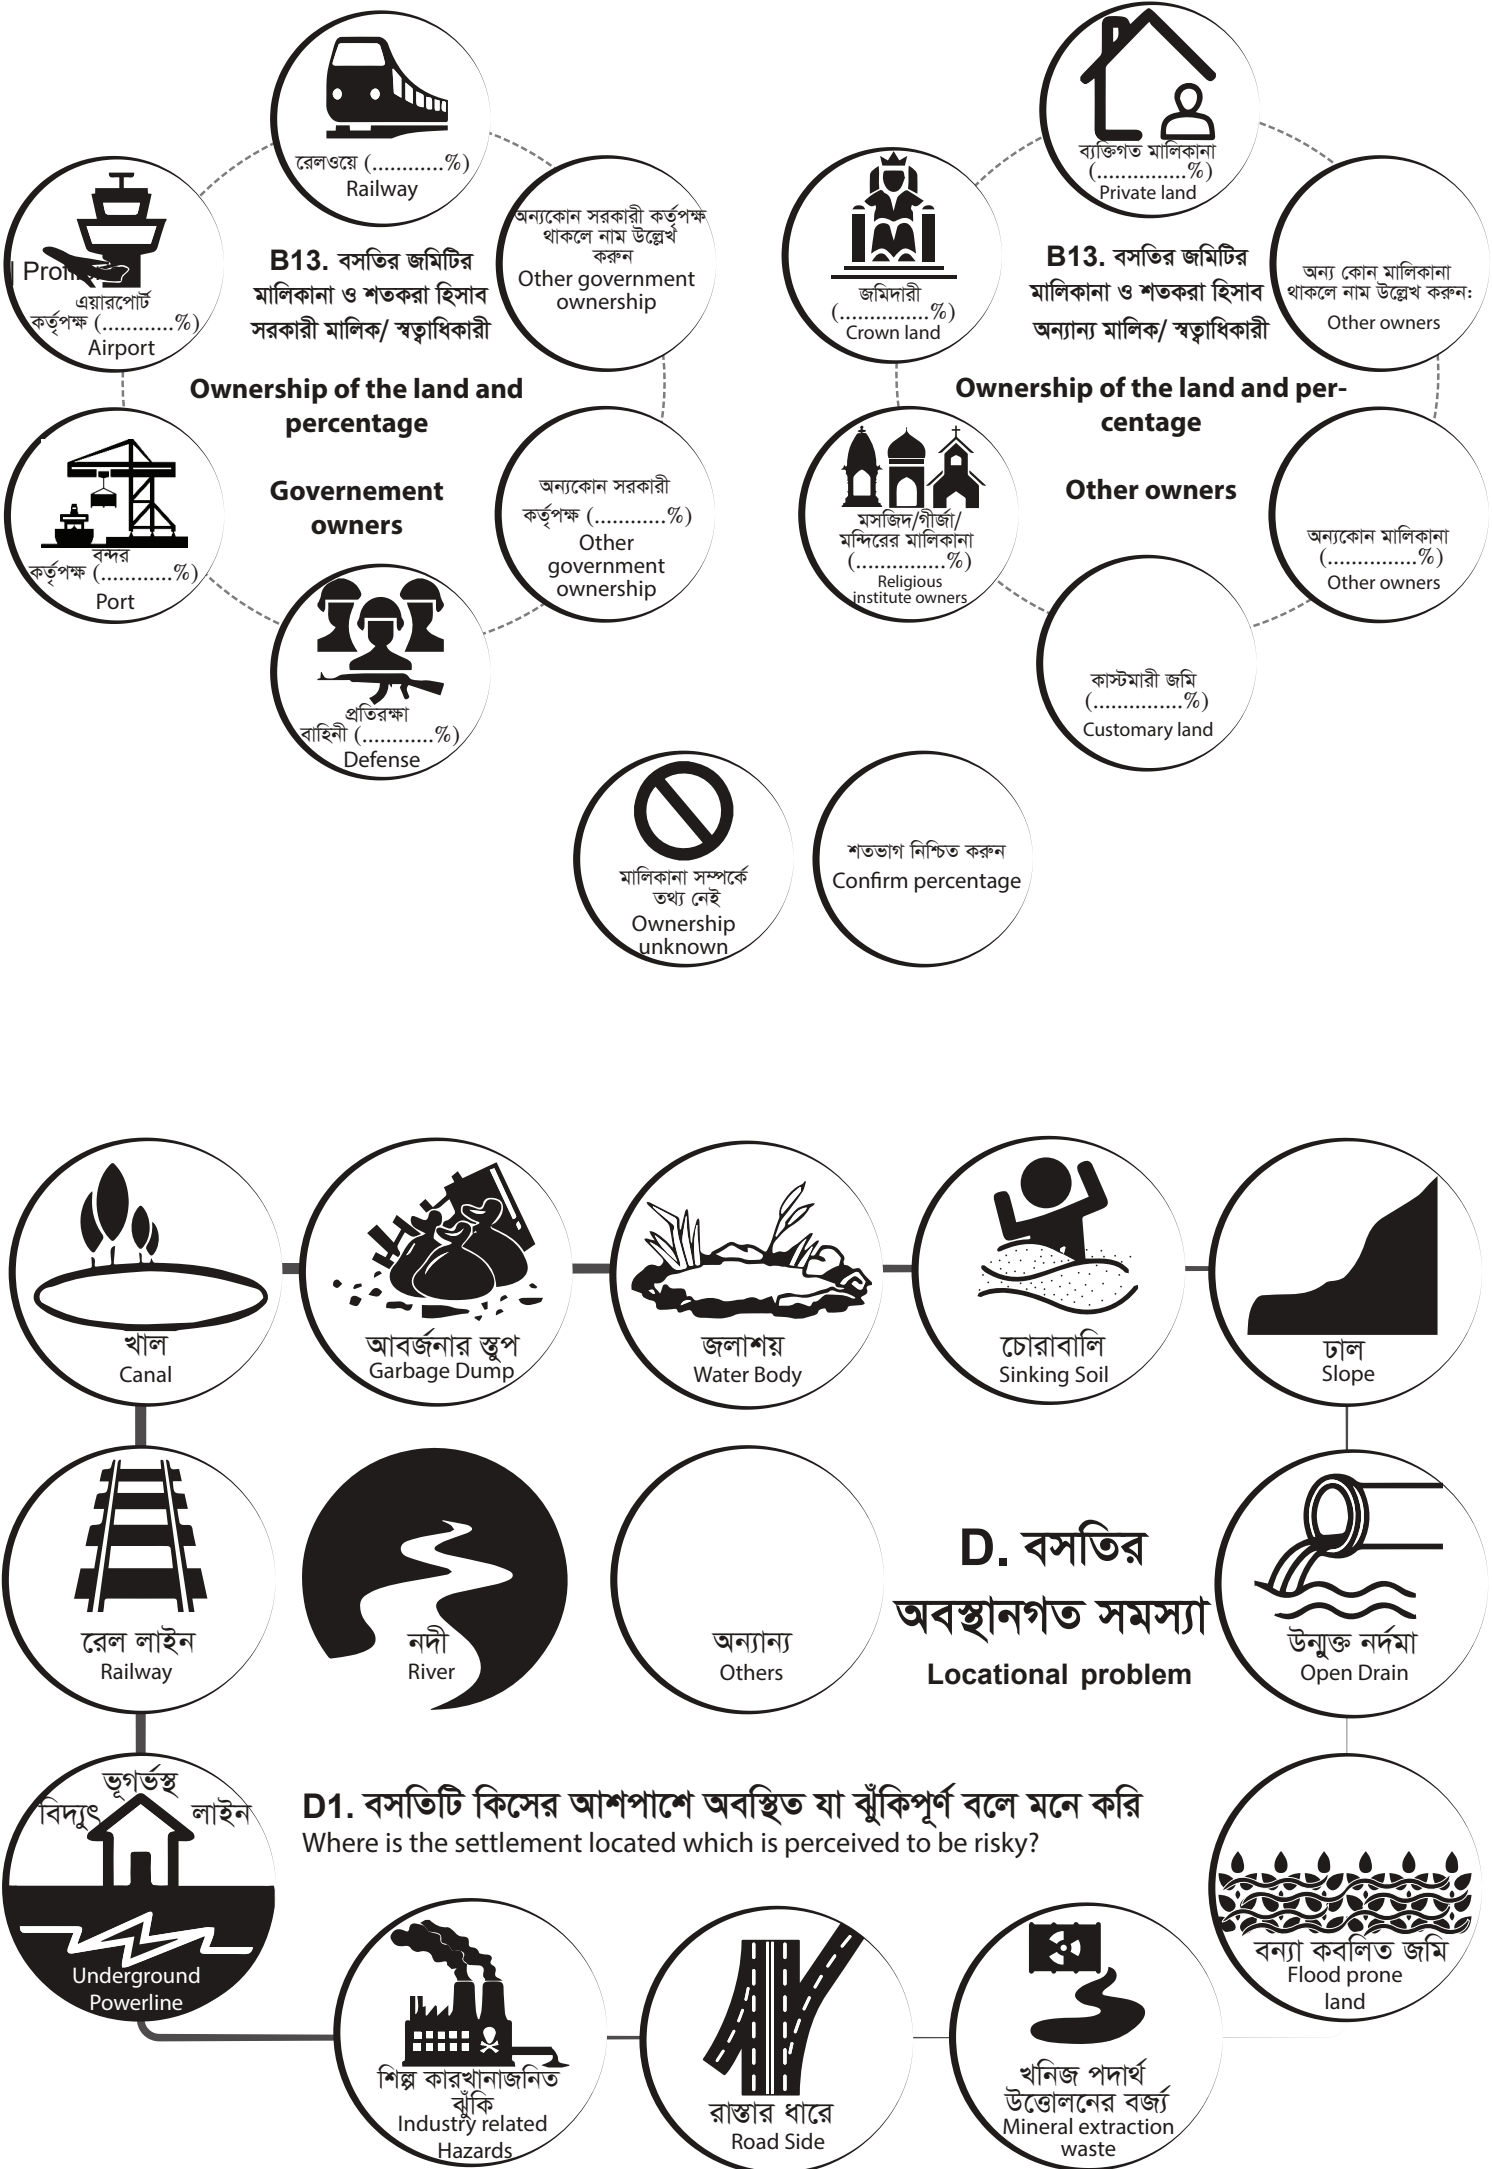 রেলওয়ে (............%)
Railway
অন্যকোন সরকারী কর্তৃপক্ষ
থাকলে নাম উল্লেখ
করুন
Other government
ownership
এয়ারপোর্ট
কর্তৃপক্ষ (............%)
Airport
B13. বসতির জমিটির
মালিকানা ও শতকরা হিসাব
সরকারী মালিক/ স্বত্বাধিকারী
Ownership of the land and
percentage
Governement
owners
বন্দর
কর্তৃপক্ষ (............%)
Port
অন্যকোন সরকারী
কর্তৃপক্ষ (............%)
Other
government
ownership
প্রতিরক্ষা
বাহিনী (............%)
Defense
ব্যক্তিগত মালিকানা
(...............%)
Private land
জমিদারী
(...............%)
Crown land
B13. বসতির জমিটির
মালিকানা ও শতকরা হিসাব
অন্যান্য মালিক/ স্বত্বাধিকারী
Ownership of the land and per-
centage
Other owners
অন্য কোন মালিকানা
থাকলে নাম উল্লেখ করুন:
Other owners
মসজিদ/গীর্জা/
মন্দিরের মালিকানা
(...............%)
Religious
institute owners
অন্যকোন মালিকানা
(...............%)
Other owners
কাস্টমারী জমি
(...............%)
Customary land
মালিকানা সম্পর্কে
তথ্য নেই
Ownership
unknown
শতভাগ নিশ্চিত করুন
Confirm percentage
খাল
Canal
আবর্জনার স্তুপ
Garbage Dump
জলাশয়
Water Body
চোরাবালি
Sinking Soil
ঢাল
Slope
রেল লাইন
Railway
নদী
River
অন্যান্য
Others
D. বসতির
অবস্থানগত সমস্যা
Locational problem
উন্মুক্ত নর্দমা
Open Drain
ভূগর্ভস্থ
বিদ্যুৎ লাইন
Underground
Powerline
D1. বসতিটি কিসের আশপাশে অবস্থিত যা ঝুঁকিপূর্ণ বলে মনে করি
Where is the settlement located which is perceived to be risky?
বন্যা কবলিত জমি
Flood prone
land
শিল্প কারখানাজনিত
ঝুঁকি
Industry related
Hazards
রাস্তার ধারে
Road Side
খনিজ পদার্থ
উত্তোলনের বর্জ্য
Mineral extraction
waste